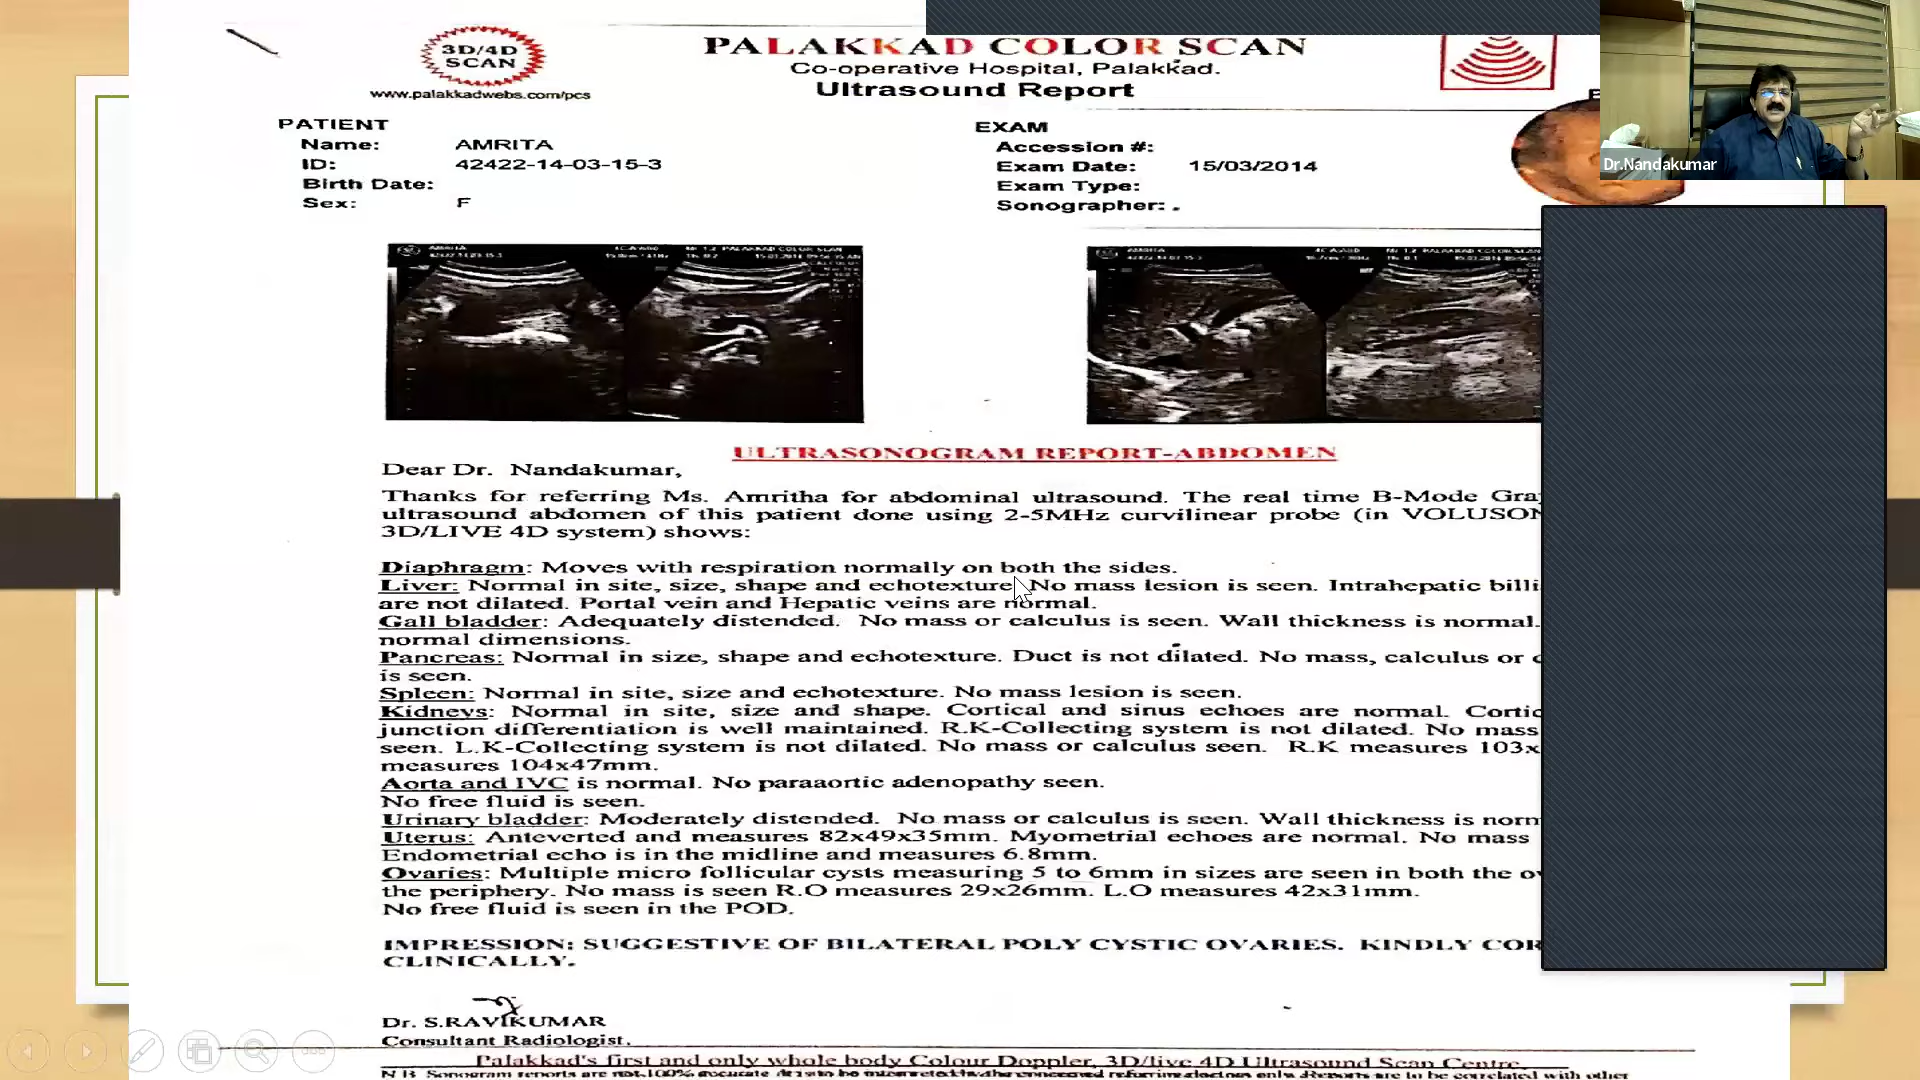 3D/4D
SCAN
www.palakkadwebs.com/pcs
PALAKKAD COLOR SCAN
Co-operative Hospital, Palakkad.
Ultrasound Report
Dr.Nandakumar
PATIENT
Name: AMRITA
ID: 42422-14-03-15-3
Birth Date:
Sex: F
EXAM
Accession #:
Exam Date: 15/03/2014
Exam Type:
Sonographer: .
ULTRASONOGRAM REPORT-ABDOMEN
Dear Dr. Nandakumar,
Thanks for referring Ms. Amritha for abdominal ultrasound. The real time B-Mode
ultrasound abdomen of this patient done using 2-5MHz curvilinear probe (in VOLUSON
3D/LIVE 4D system) shows:
Diaphragm: Moves with respiration normally on both the sides.
Liver: Normal in site, size, shape and echotexture. No mass lesion is seen. Intrahepatic
are not dilated. Portal vein and Hepatic veins are normal.
Gall bladder: Adequately distended. No mass or calculus is seen. Wall thickness is normal.
normal dimensions.
Pancreas: Normal in size, shape and echotexture. Duct is not dilated. No mass, calculus or
is seen.
Spleen: Normal in site, size and echotexture. No mass lesion is seen.
Kidneys: Normal in site, size and shape. Cortical and sinus echoes are normal.
junction differentiation is well maintained. R.K-Collecting system is not dilated. No mass
seen. L.K-Collecting system is not dilated. No mass or calculus seen. R.K measures 103x
measures 104x47mm.
Aorta and IVC is normal. No paraaortic adenopathy seen.
No free fluid is seen.
Urinary bladder: Moderately distended. No mass or calculus is seen. Wall thickness is
Uterus: Anteverted and measures 82x49x35mm. Myometrial echoes are normal. No mass
Endometrial echo is in the midline and measures 6.8mm.
Ovaries: Multiple micro follicular cysts measuring 5 to 6mm in sizes are seen in both the
the periphery. No mass is seen R.O measures 29x26mm. L.O measures 42x31mm.
No free fluid is seen in the POD.
IMPRESSION: SUGGESTIVE OF BILATERAL POLY CYSTIC OVARIES. KINDLY
CLINICALLY.
Dr. S.RAVIKUMAR
Consultant Radiologist.
Palakkad's first and only whole body Colour Doppler, 3D/live 4D Ultrasound Scan Centre.
N.B. Sonogram reports are not 100% accurate